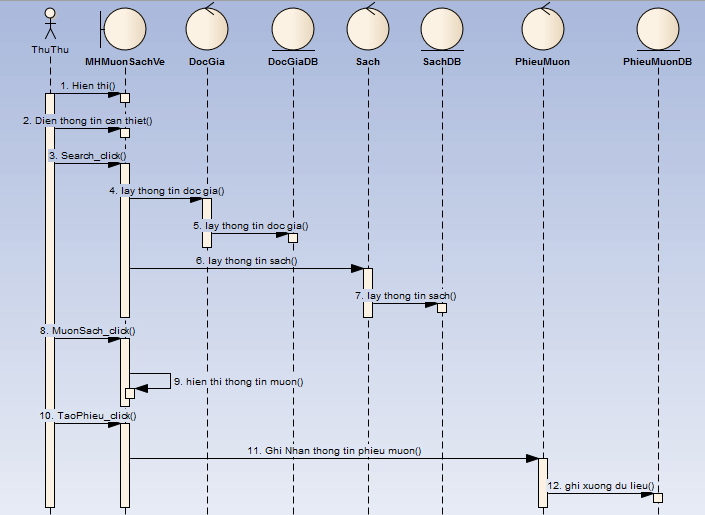 ThuThu
MHMuonSachVe
DocGia
DocGiaDB
Sach
SachDB
PhieuMuon
PhieuMuonDB
1. Hien thi()
2. Dien thong tin can thiet()
3. Search_click()
4. lay thong tin doc gia()
5. lay thong tin doc gia()
6. lay thong tin sach()
7. lay thong tin sach()
8. MuonSach_click()
9. hien thi thong tin muon()
10. TaoPhieu_click()
11. Ghi Nhan thong tin phieu muon()
12. ghi xuong du lieu()